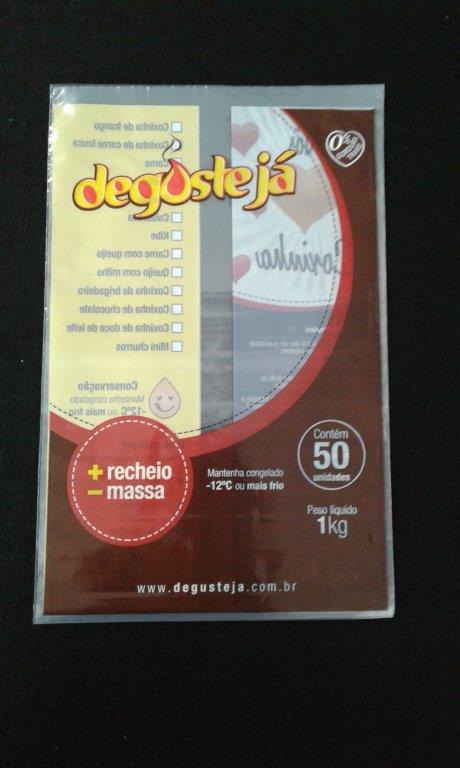 0%
degusteja
Coxinha de frango
Coxinha de carne louca
Carne
Kibe
Carne com queijo
Queijo com milho
Coxinha de brigadeiro
Coxinha de chocolate
Coxinha de doce de leite
Mini churros
Coxinha
Conservação
Mantenha congelado
-12ºC ou mais frio
+ recheio
- massa
Mantenha congelado
-12ºC ou mais frio
Contém
50
unidades
Peso líquido
1kg
www.degusteja.com.br